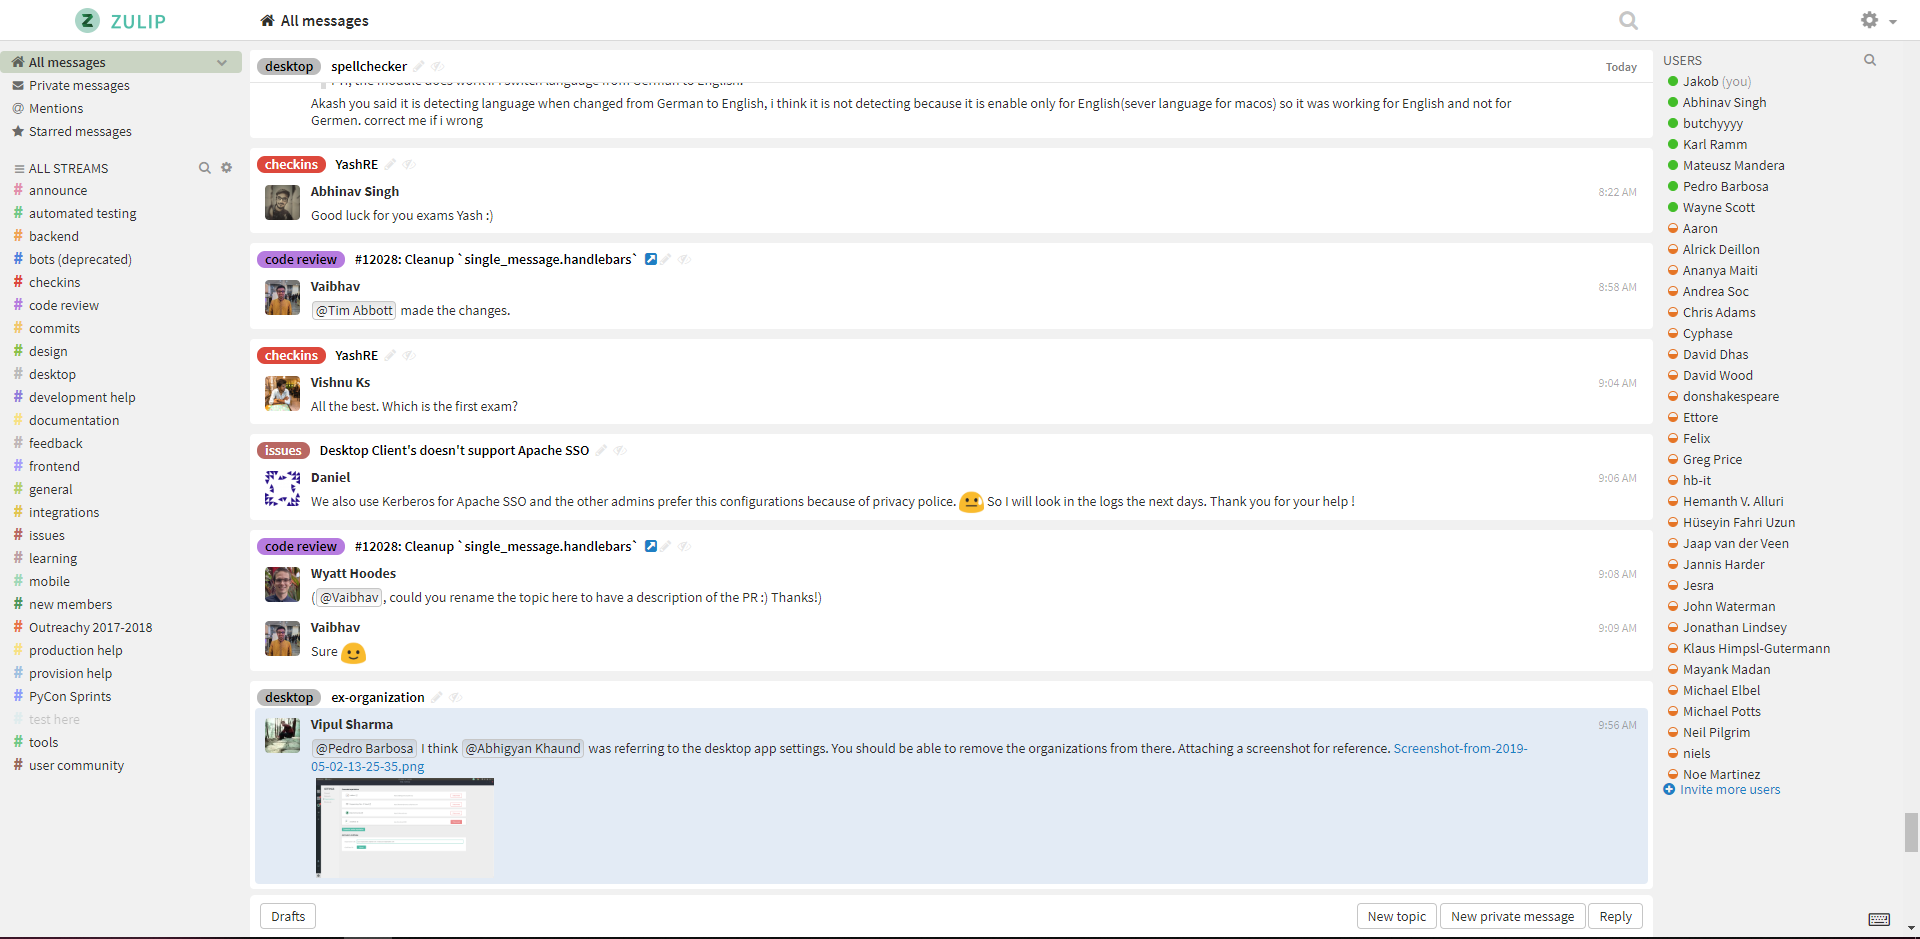 ZULIP
All messages
All messages
Private messages
@ Mentions
Starred messages
ALL STREAMS
# announce
# automated testing
# backend
# bots (deprecated)
# checkins
# code review
# commits
# design
# desktop
# development help
# documentation
# feedback
# frontend
# general
# integrations
# issues
# learning
# mobile
# new members
# Outreachy 2017-2018
# production help
# provision help
# PyCon Sprints
# test here
# tools
# user community
desktop spellchecker Today
Akash you said it is detecting language when changed from German to English, i think it is not detecting because it is enable only for English(sever language for macos) so it was working for English and not for
Germen. correct me if i wrong
checkins YashRE
Abhinav Singh 8:22 AM
Good luck for you exams Yash :)
code review #12028: Cleanup `single_message.handlebars`
Vaibhav 8:58 AM
@Tim Abbott made the changes.
checkins YashRE
Vishnu Ks 9:04 AM
All the best. Which is the first exam?
issues Desktop Client's doesn't support Apache SSO
Daniel 9:06 AM
We also use Kerberos for Apache SSO and the other admins prefer this configurations because of privacy police. So I will look in the logs the next days. Thank you for your help !
code review #12028: Cleanup `single_message.handlebars`
Wyatt Hoodes 9:08 AM
(@Vaibhav, could you rename the topic here to have a description of the PR :) Thanks!)
Vaibhav 9:09 AM
Sure
desktop ex-organization
Vipul Sharma 9:56 AM
@Pedro Barbosa I think @Abhigyan Khaund was referring to the desktop app settings. You should be able to remove the organizations from there. Attaching a screenshot for reference. Screenshot-from-2019-
05-02-13-25-35.png
Drafts
New topic
New private message
Reply
USERS
Jakob (you)
Abhinav Singh
butchyyyy
Karl Ramm
Mateusz Mandera
Pedro Barbosa
Wayne Scott
Aaron
Alrick Deillon
Ananya Maiti
Andrea Soc
Chris Adams
Cyphase
David Dhas
David Wood
donshakespeare
Ettore
Felix
Greg Price
hb-it
Hemanth V. Alluri
Hüseyin Fahri Uzun
Jaap van der Veen
Jannis Harder
Jesra
John Waterman
Jonathan Lindsey
Klaus Himpsl-Gutermann
Mayank Madan
Michael Elbel
Michael Potts
Neil Pilgrim
niels
Noe Martinez
Invite more users